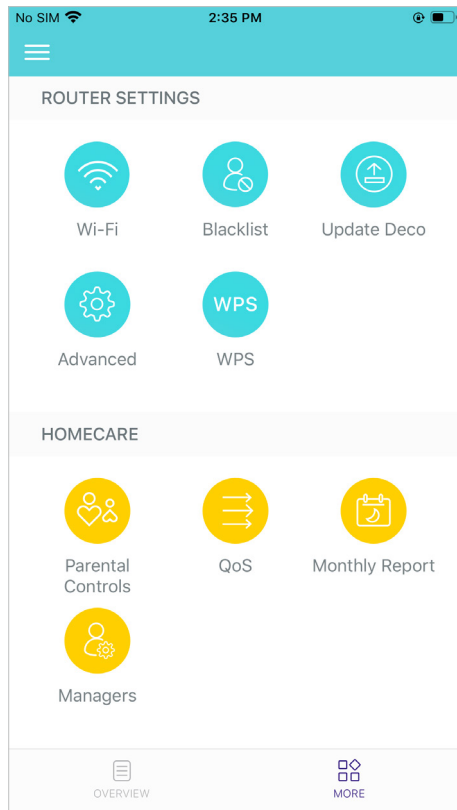 No SIM 2:35 PM
ROUTER SETTINGS
Wi-Fi Blacklist Update Deco
WPS
Advanced WPS
HOMECARE
Parental Controls QoS Monthly Report
Managers
OVERVIEW MORE